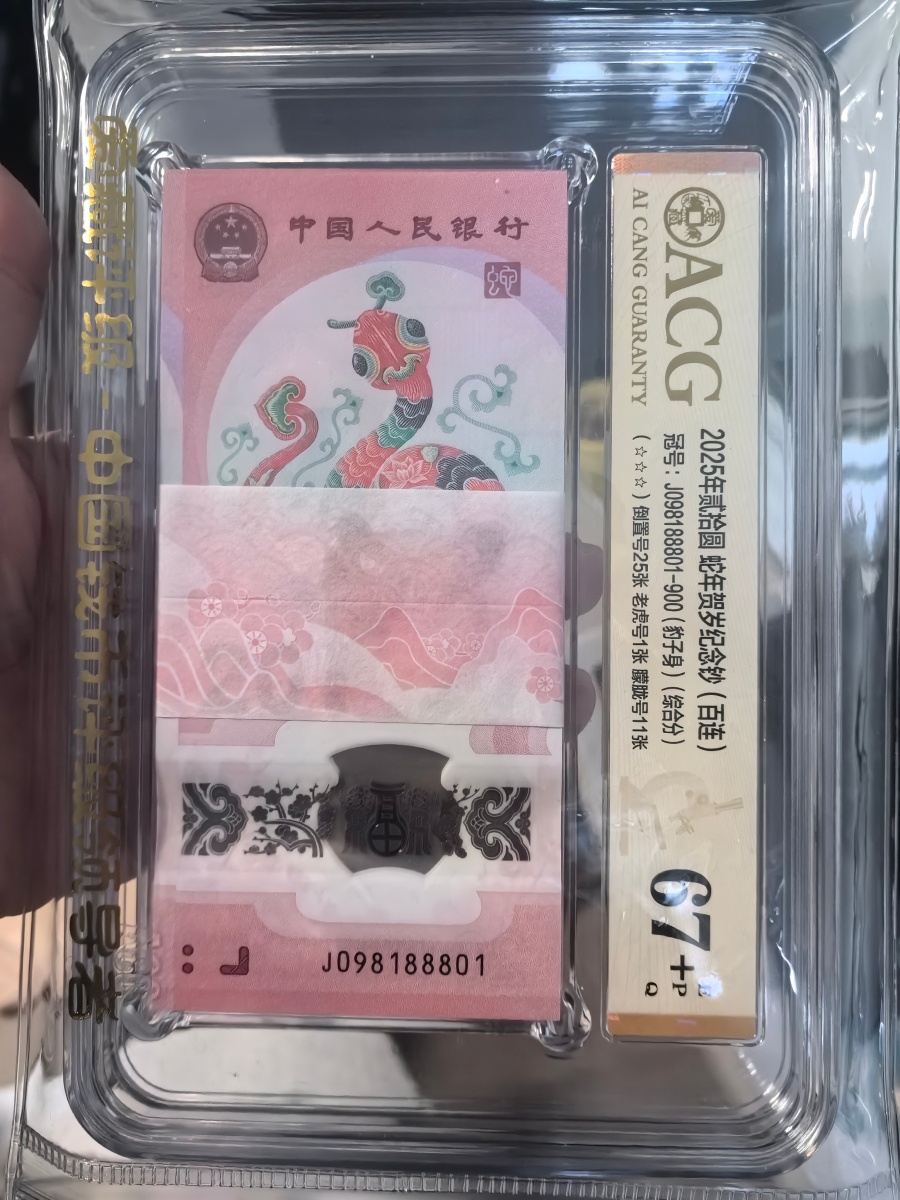 中国人民银行
J098188801
ACG
AI CANG GUARANTY
2025年贰拾圆 蛇年贺岁纪念钞（百连）
冠号：J098188801-900（豹子身）（综合分）
（☆☆☆）倒置号25张 老虎号1张 朦胧号11张
67
+
E
P
Q